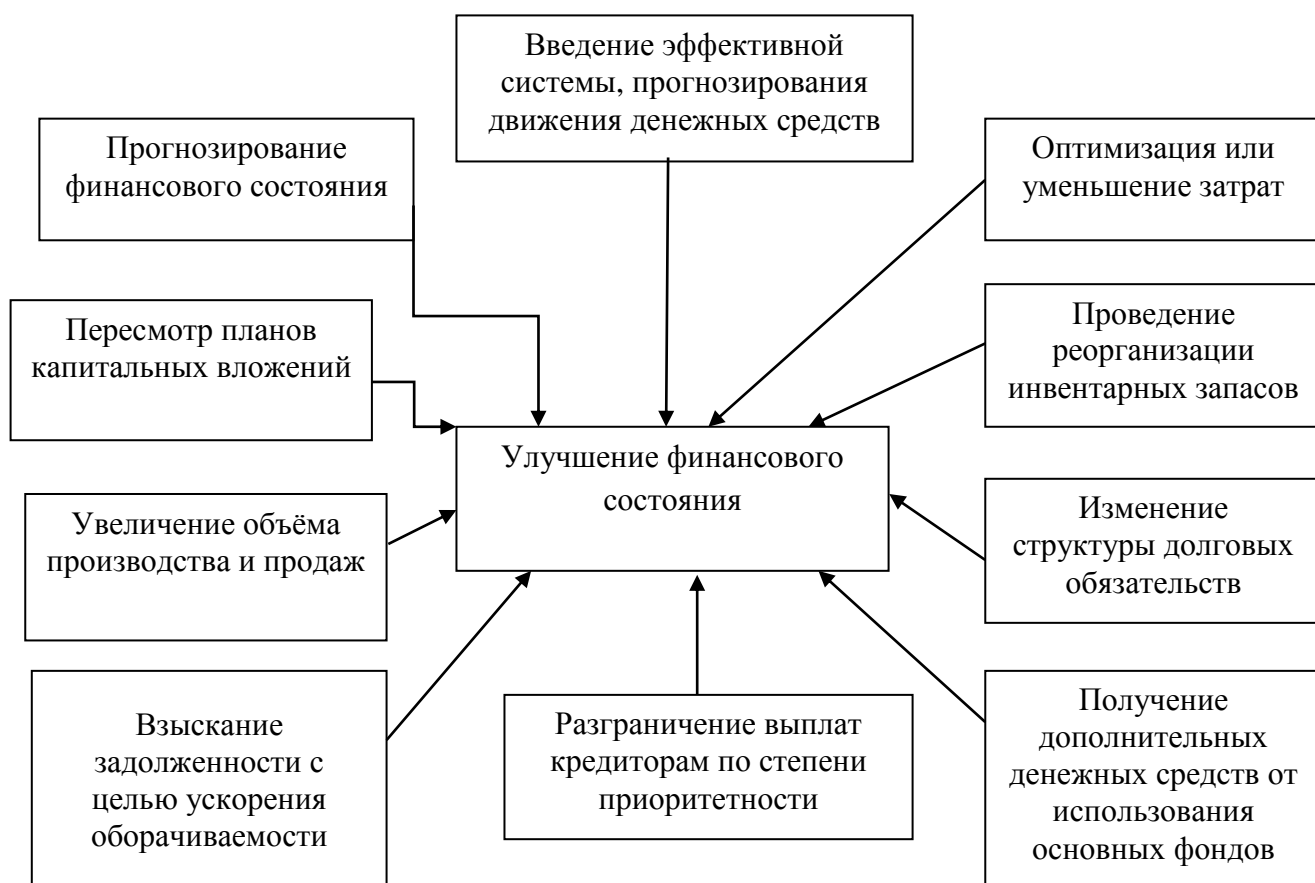 Введение эффективной
системы, прогнозирования
движения денежных средств
Прогнозирование
финансового состояния
Оптимизация или
уменьшение затрат
Пересмотр планов
капитальных вложений
Проведение
реорганизации
инвентарных запасов
Улучшение финансового
состояния
Увеличение объёма
производства и продаж
Изменение
структуры долговых
обязательств
Взыскание
задолженности с
целью ускорения
оборачиваемости
Разграничение выплат
кредиторам по степени
приоритетности
Получение
дополнительных
денежных средств от
использования
основных фондов